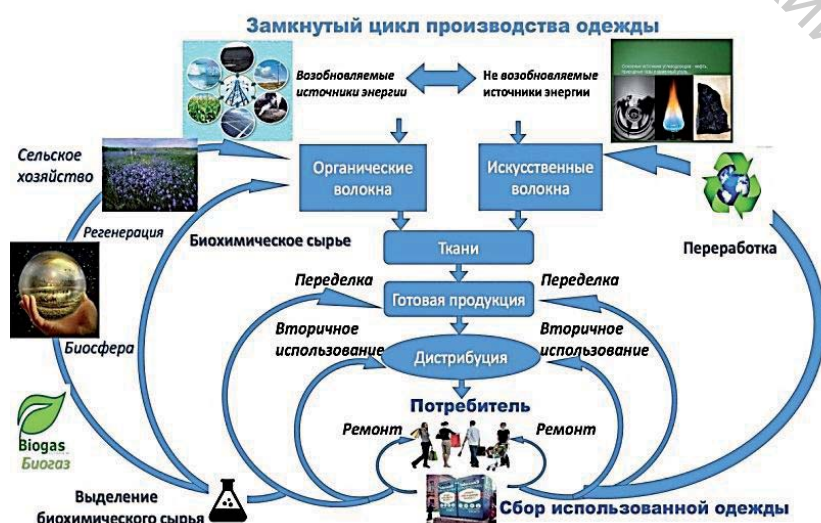 Замкнутый цикл производства одежды
Возобновляемые
источники энергии
Не возобновляемые
источники энергии
Сельское
хозяйство
Органические
волокна
Искусственные
волокна
Регенерация
Биохимическое сырье
Ткани
Переработка
Переделка
Готовая продукция
Переделка
Вторичное
использование
Дистрибуция
Вторичное
использование
Биосфера
Потребитель
Ремонт
Ремонт
Biogas
Биогаз
Выделение
биохимического сырья
Сбор использованной одежды